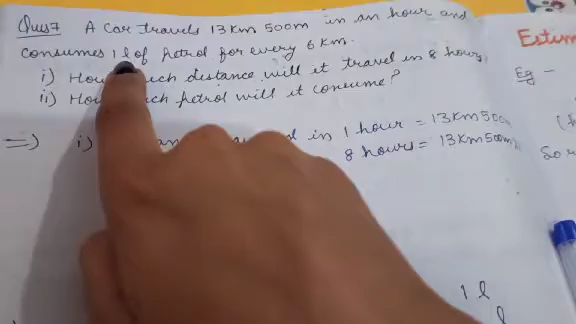 Ques7 A car travels 13 Km 500m in an hour and
consumes 1 l of petrol for every 6 Km.
i) How much distance will it travel in 8 hours,
ii) How much petrol will it consume?
=> i) in 1 hour = 13 Km 500m
8 hours = 13 Km 500m
1 l
l
Estim
Eg -
So